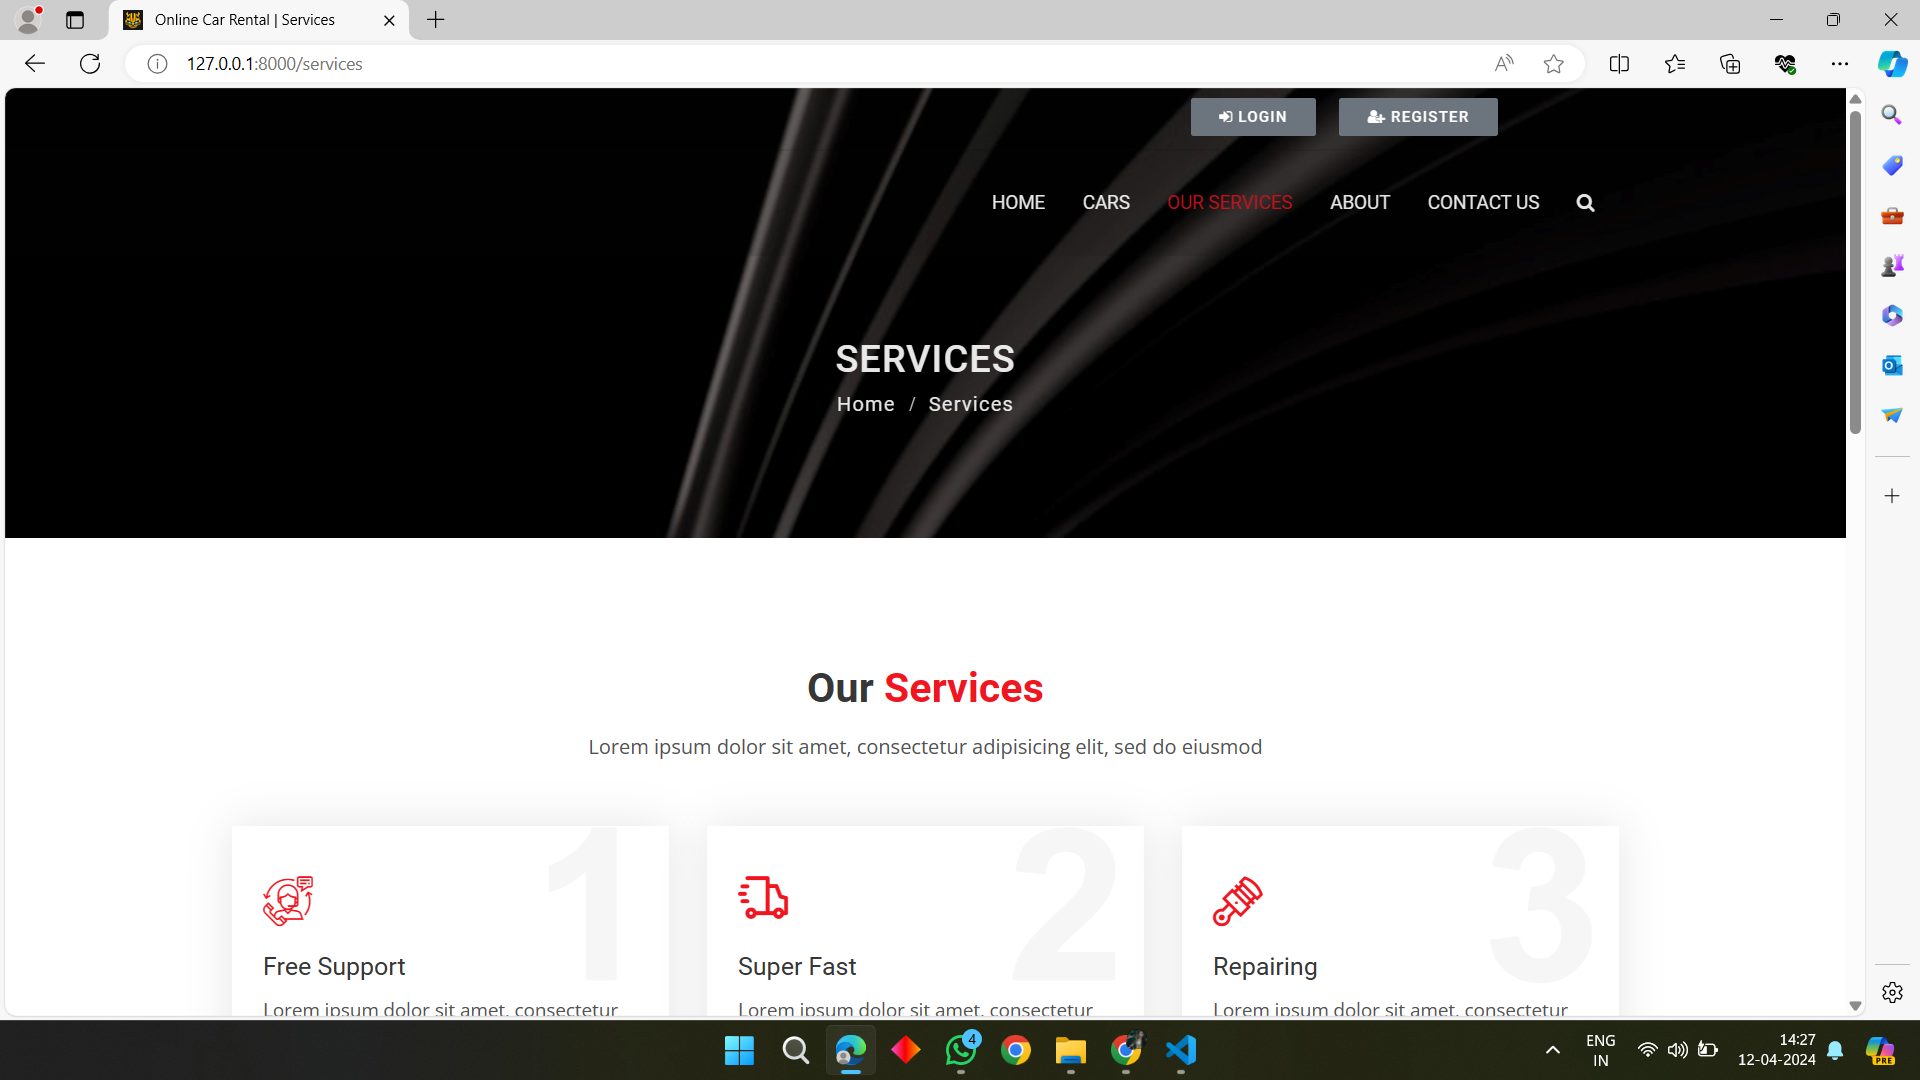 Online Car Rental | Services
127.0.0.1:8000/services
LOGIN
REGISTER
HOME
CARS
OUR SERVICES
ABOUT
CONTACT US
SERVICES
Home / Services
Our Services
Lorem ipsum dolor sit amet, consectetur adipisicing elit, sed do eiusmod
1
Free Support
Lorem ipsum dolor sit amet, consectetur
2
Super Fast
Lorem ipsum dolor sit amet, consectetur
3
Repairing
Lorem ipsum dolor sit amet, consectetur
4
ENG
IN
14:27
12-04-2024
PRE